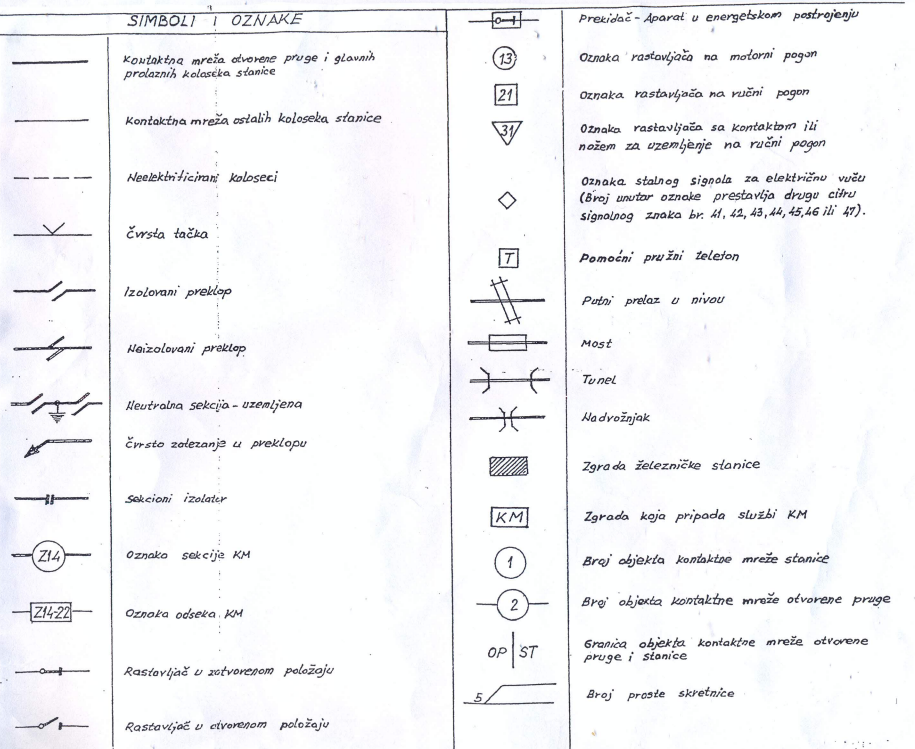 SIMBOLI I OZNAKE
Kontaktna mreža otvorene pruge i glavnih
prolaznih koloseka stanice
Kontaktna mreža ostalih koloseka stanice
Neelektrificirani koloseci
Čvrsta tačka
Izolovani preklop
Neizolovani preklop
Neutralna sekcija - uzemljena
Čvrsto zatezanje u preklopu
Sekcioni izolator
Z14
Oznaka sekcije KM
Z14-22
Oznaka odseka KM
Rastavljač u zatvorenom položaju
Rastavljač u otvorenom položaju
Prekidač - Aparat u energetskom postrojenju
13
Oznaka rastavljača na motorni pogon
21
Oznaka rastavljača na ručni pogon
31
Oznaka rastavljača sa kontaktom ili
nožem za uzemljenje na ručni pogon
Oznaka stalnog signala za električnu vuču
(Broj unutar oznake prestavlja drugu cifru
signalnog znaka br. 41, 42, 43, 44, 45, 46 ili 47).
T
Pomoćni pružni telefon
Putni prelaz u nivou
Most
Tunel
Nadvožnjak
Zgrada železničke stanice
KM
Zgrada koja pripada službi KM
1
Broj objekta kontaktne mreže stanice
2
Broj objekta kontaktne mreže otvorene pruge
OP ST
Granica objekta kontaktne mreže otvorene
pruge i stanice
5
Broj proste skretnice